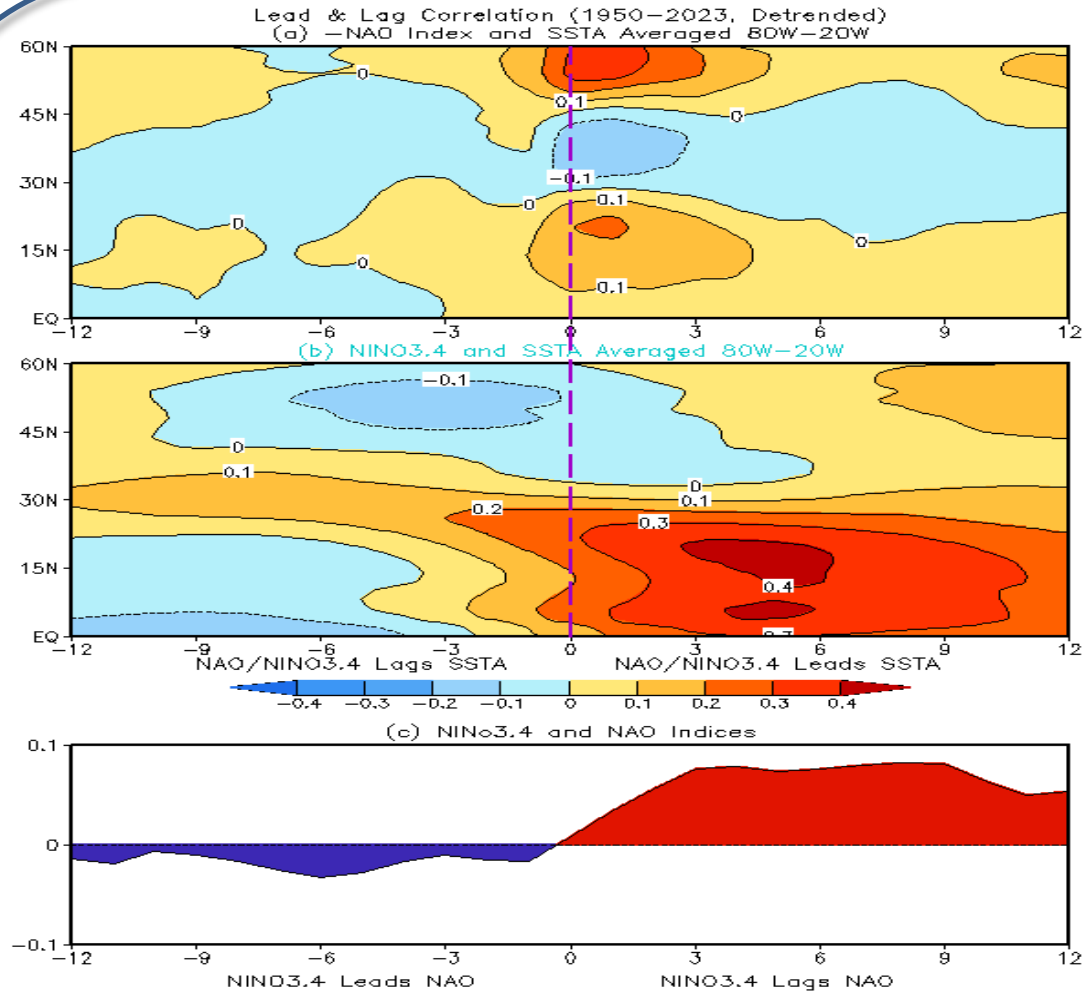 Lead & Lag Correlation (1950-2023, Detrended)
(a) -NAO Index and SSTA Averaged 80W-20W
60N
45N
30N
15N
EQ
0
0.1
0
-0.1
0
0.1
0
0
0
0.1
-12 -9 -6 -3 0 3 6 9 12
(b) NINO3.4 and SSTA Averaged 80W-20W
60N
45N
30N
15N
EQ
-0.1
0
0.1
0
0.1
0.2
0.3
0.4
-12 -9 -6 -3 0 3 6 9 12
NAO/NINO3.4 Lags SSTA NAO/NINO3.4 Leads SSTA
-0.4 -0.3 -0.2 -0.1 0 0.1 0.2 0.3 0.4
(c) NINo3.4 and NAO Indices
0.1
0
-0.1
-12 -9 -6 -3 0 3 6 9 12
NINO3.4 Leads NAO NINO3.4 Lags NAO